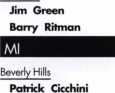 Jim Green
Barry Ritman
MI
Beverly Hills
Patrick Cicchini